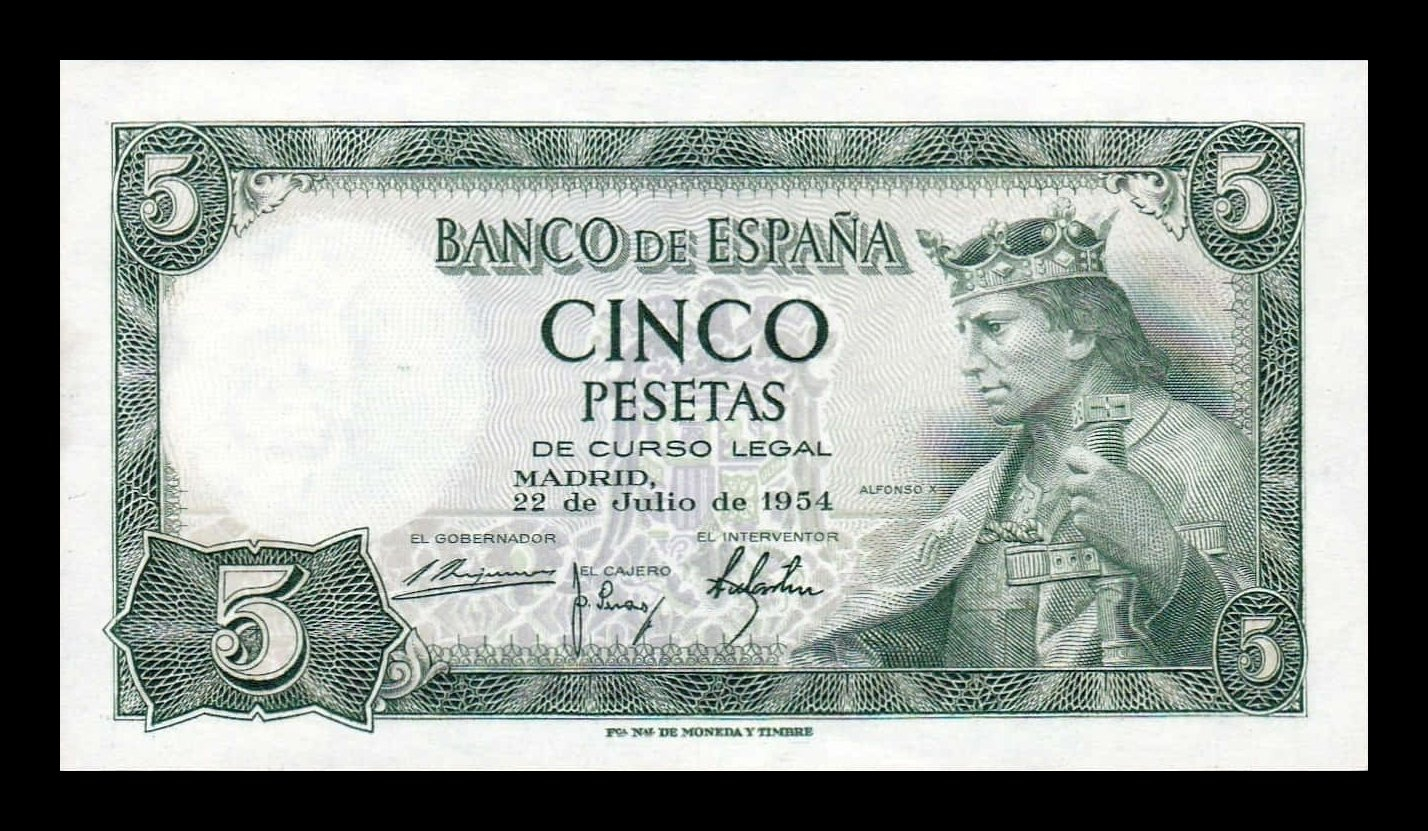 5 5
BANCO DE ESPAÑA
CINCO
PESETAS
DE CURSO LEGAL
MADRID,
22 de Julio de 1954
ALFONSO X
EL GOBERNADOR
EL INTERVENTOR
EL CAJERO
5 5
Fca. Nal. DE MONEDA Y TIMBRE